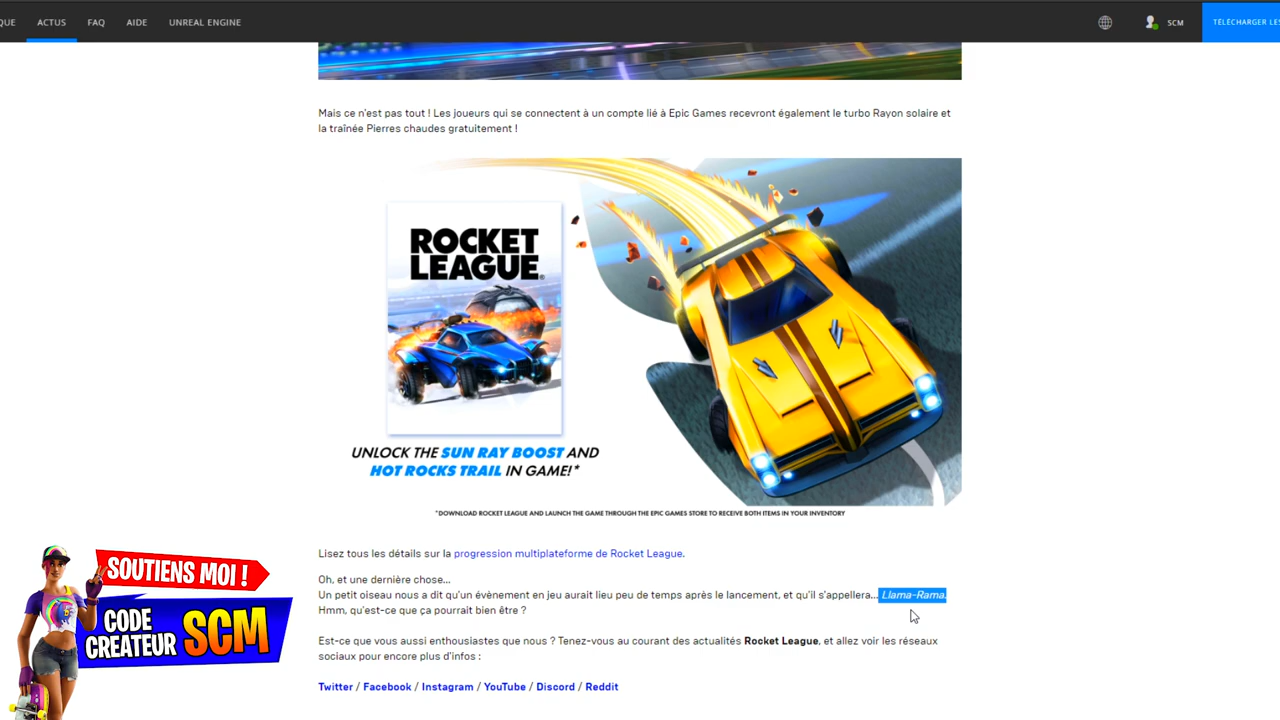 QUE ACTUS FAQ AIDE UNREAL ENGINE SCM TÉLÉCHARGER LES
Mais ce n'est pas tout ! Les joueurs qui se connectent à un compte lié à Epic Games recevront également le turbo Rayon solaire et
la traînée Pierres chaudes gratuitement !
ROCKET
LEAGUE
UNLOCK THE SUN RAY BOOST AND
HOT ROCKS TRAIL IN GAME!*
*DOWNLOAD ROCKET LEAGUE AND LAUNCH THE GAME THROUGH THE EPIC GAMES STORE TO RECEIVE BOTH ITEMS IN YOUR INVENTORY
Lisez tous les détails sur la progression multiplateforme de Rocket League.
Oh, et une dernière chose...
Un petit oiseau nous a dit qu'un évènement en jeu aurait lieu peu de temps après le lancement, et qu'il s'appellera... Llama-Rama.
Hmm, qu'est-ce que ça pourrait bien être ?
Est-ce que vous aussi enthousiastes que nous ? Tenez-vous au courant des actualités Rocket League, et allez voir les réseaux
sociaux pour encore plus d'infos :
Twitter / Facebook / Instagram / YouTube / Discord / Reddit
SOUTIENS MOI !
CODE
CREATEUR SCM